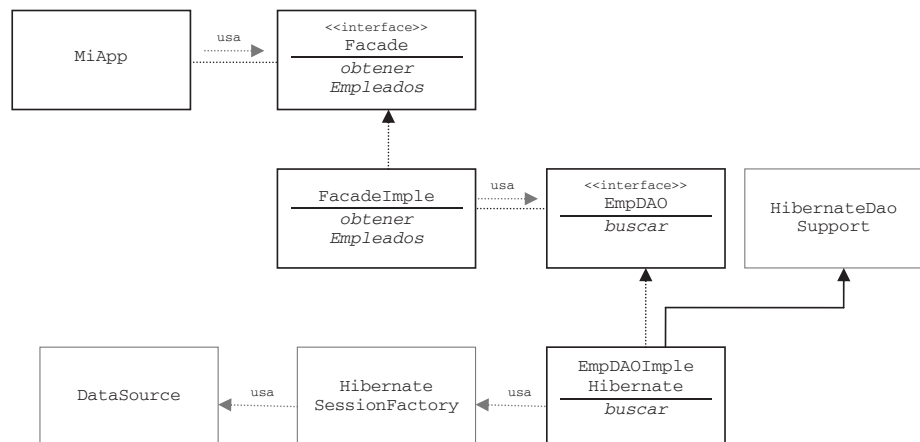 <<interface>>
usa
MiApp
Facade
obtener
Empleados
FacadeImple
usa
<<interface>>
EmpDAO
HibernateDao
obtener
buscar
Support
Empleados
EmpDAOImple
DataSource
usa
Hibernate
usa
Hibernate
SessionFactory
buscar